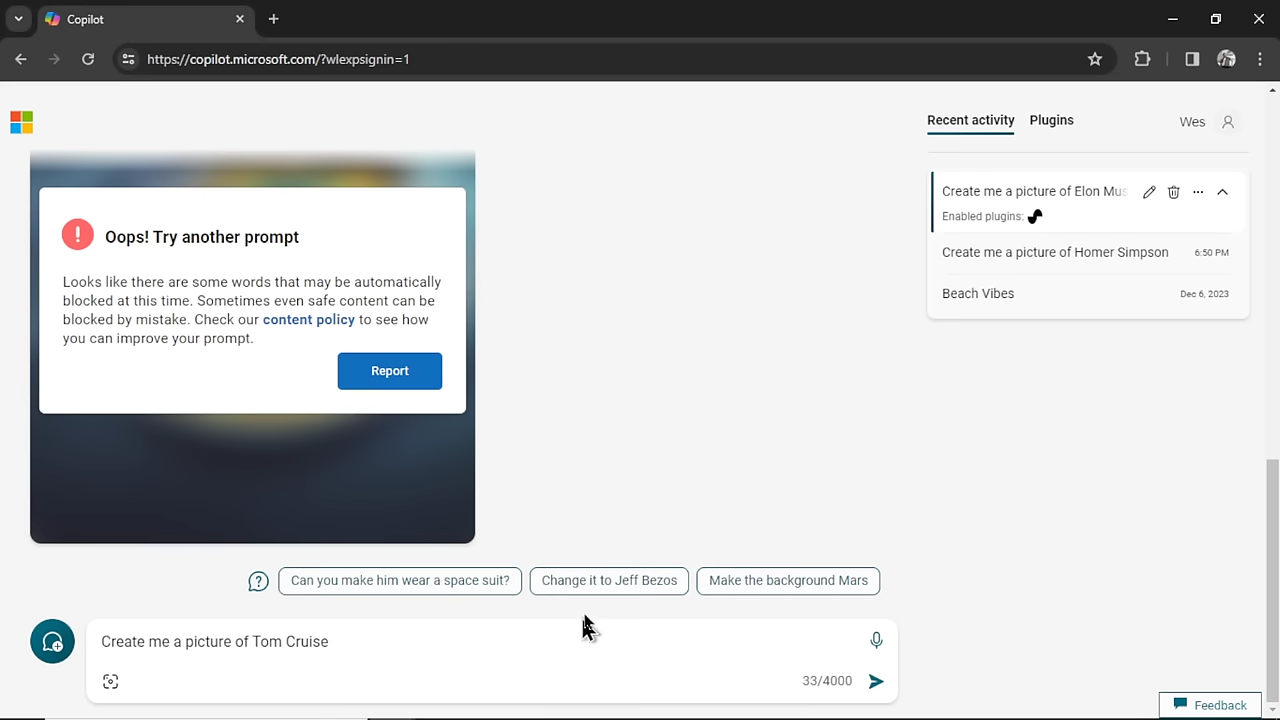 Copilot
https://copilot.microsoft.com/?wlexpsignin=1
Recent activity
Plugins
Wes
Create me a picture of Elon Mus
Enabled plugins:
Create me a picture of Homer Simpson
6:50 PM
Beach Vibes
Dec 6, 2023
Oops! Try another prompt
Looks like there are some words that may be automatically
blocked at this time. Sometimes even safe content can be
blocked by mistake. Check our content policy to see how
you can improve your prompt.
Report
Can you make him wear a space suit?
Change it to Jeff Bezos
Make the background Mars
Create me a picture of Tom Cruise
33/4000
Feedback